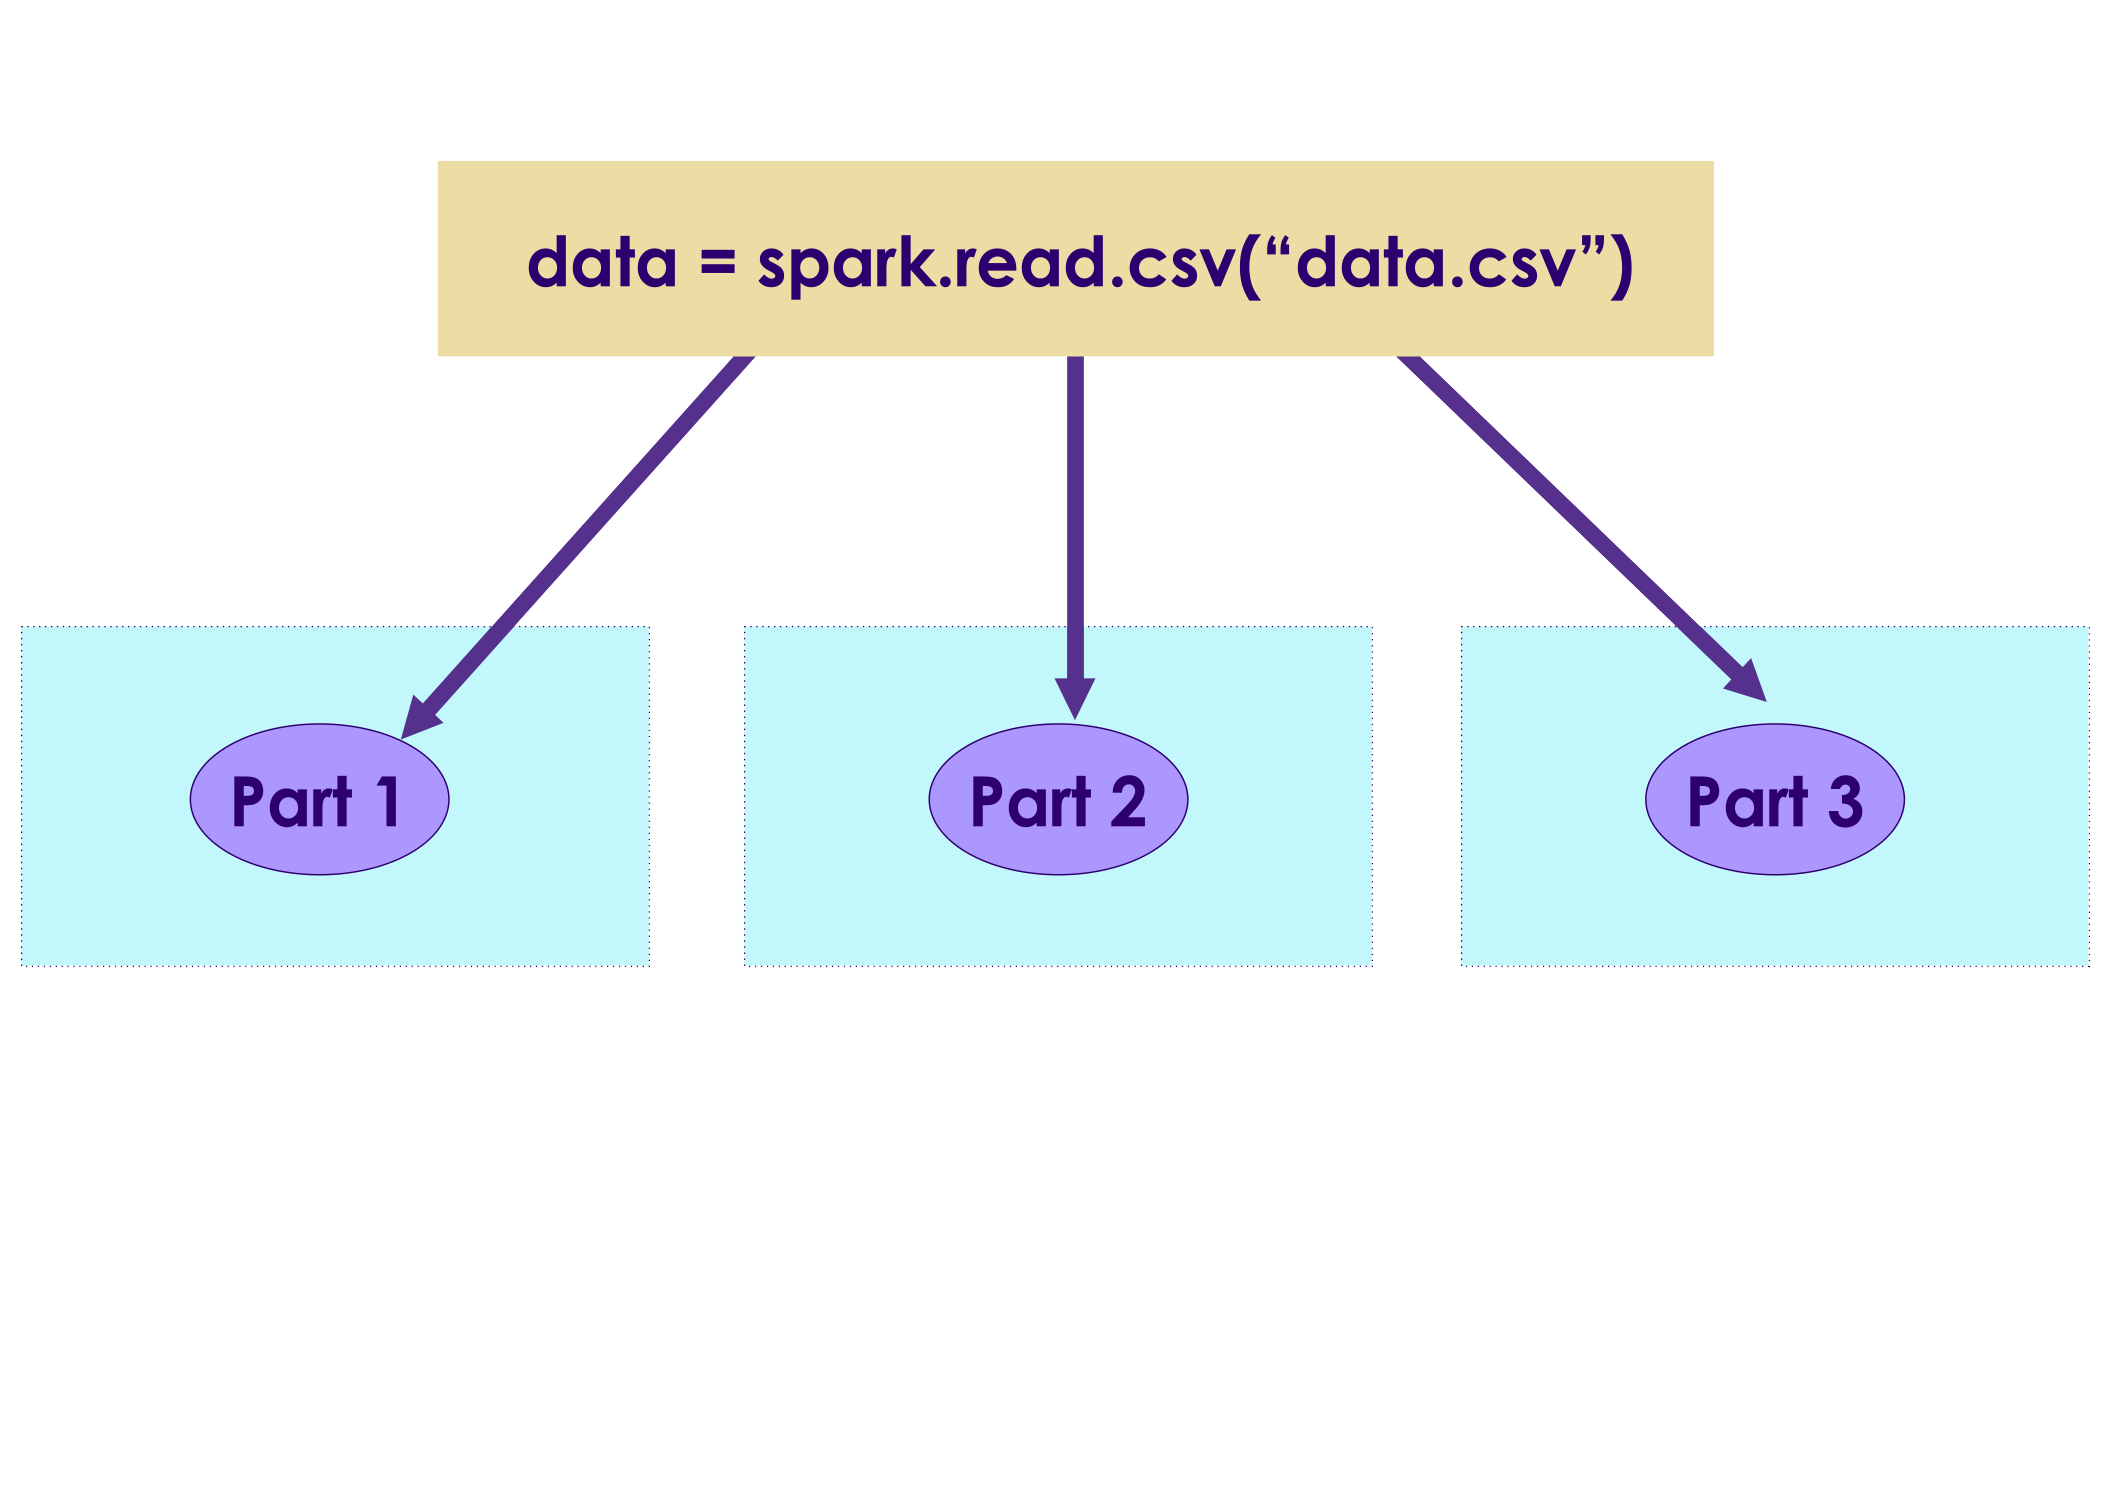 data = spark.read.csv(“data.csv”)
Part 1
Part 2
Part 3